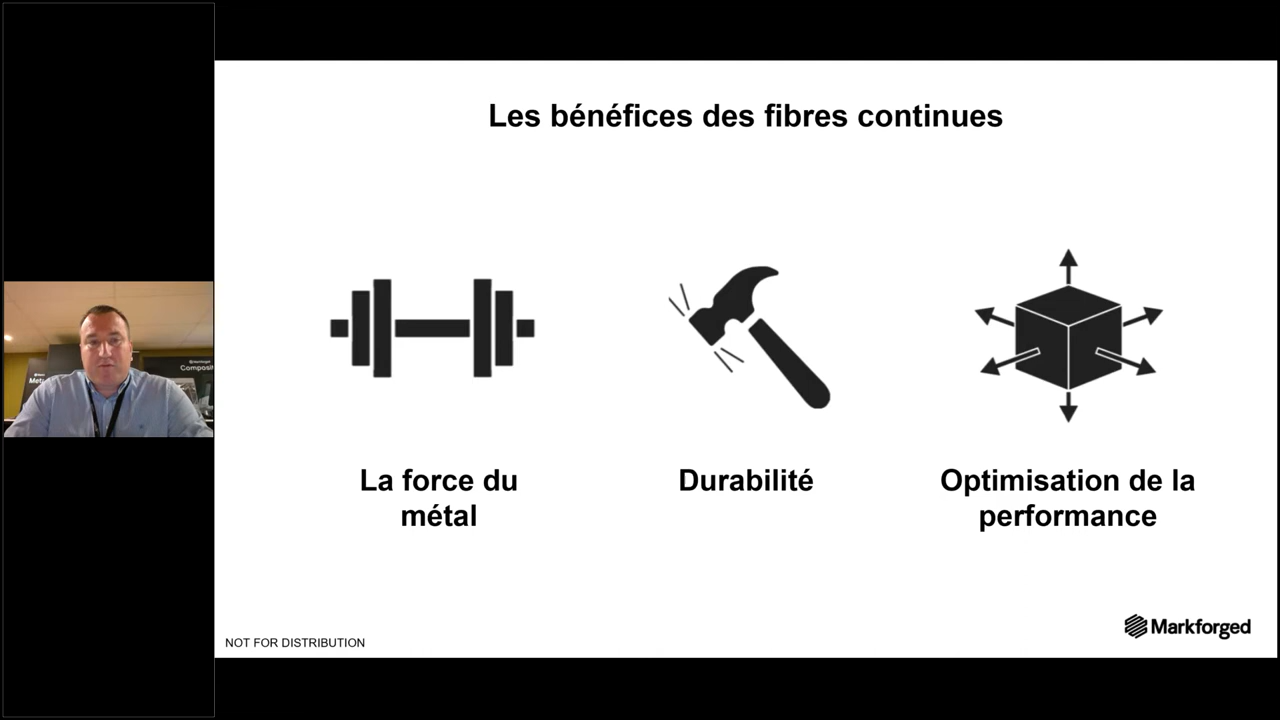 Les bénéfices des fibres continues
La force du
métal
Durabilité
Optimisation de la
performance
NOT FOR DISTRIBUTION
Markforged